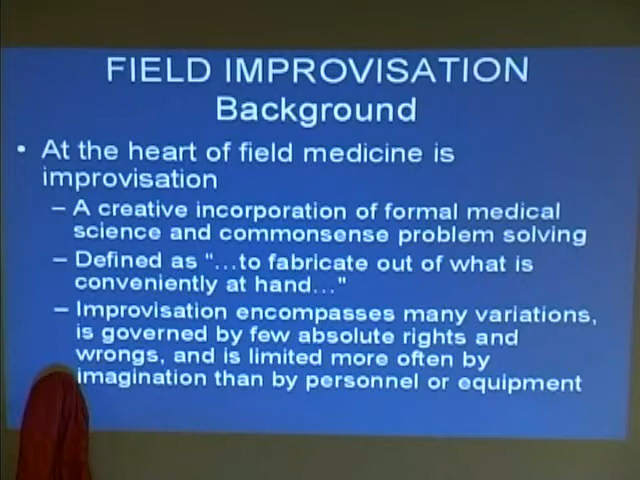 FIELD IMPROVISATION
Background
• At the heart of field medicine is
improvisation
– A creative incorporation of formal medical
science and commonsense problem solving
– Defined as "...to fabricate out of what is
conveniently at hand..."
– Improvisation encompasses many variations,
is governed by few absolute rights and
wrongs, and is limited more often by
imagination than by personnel or equipment